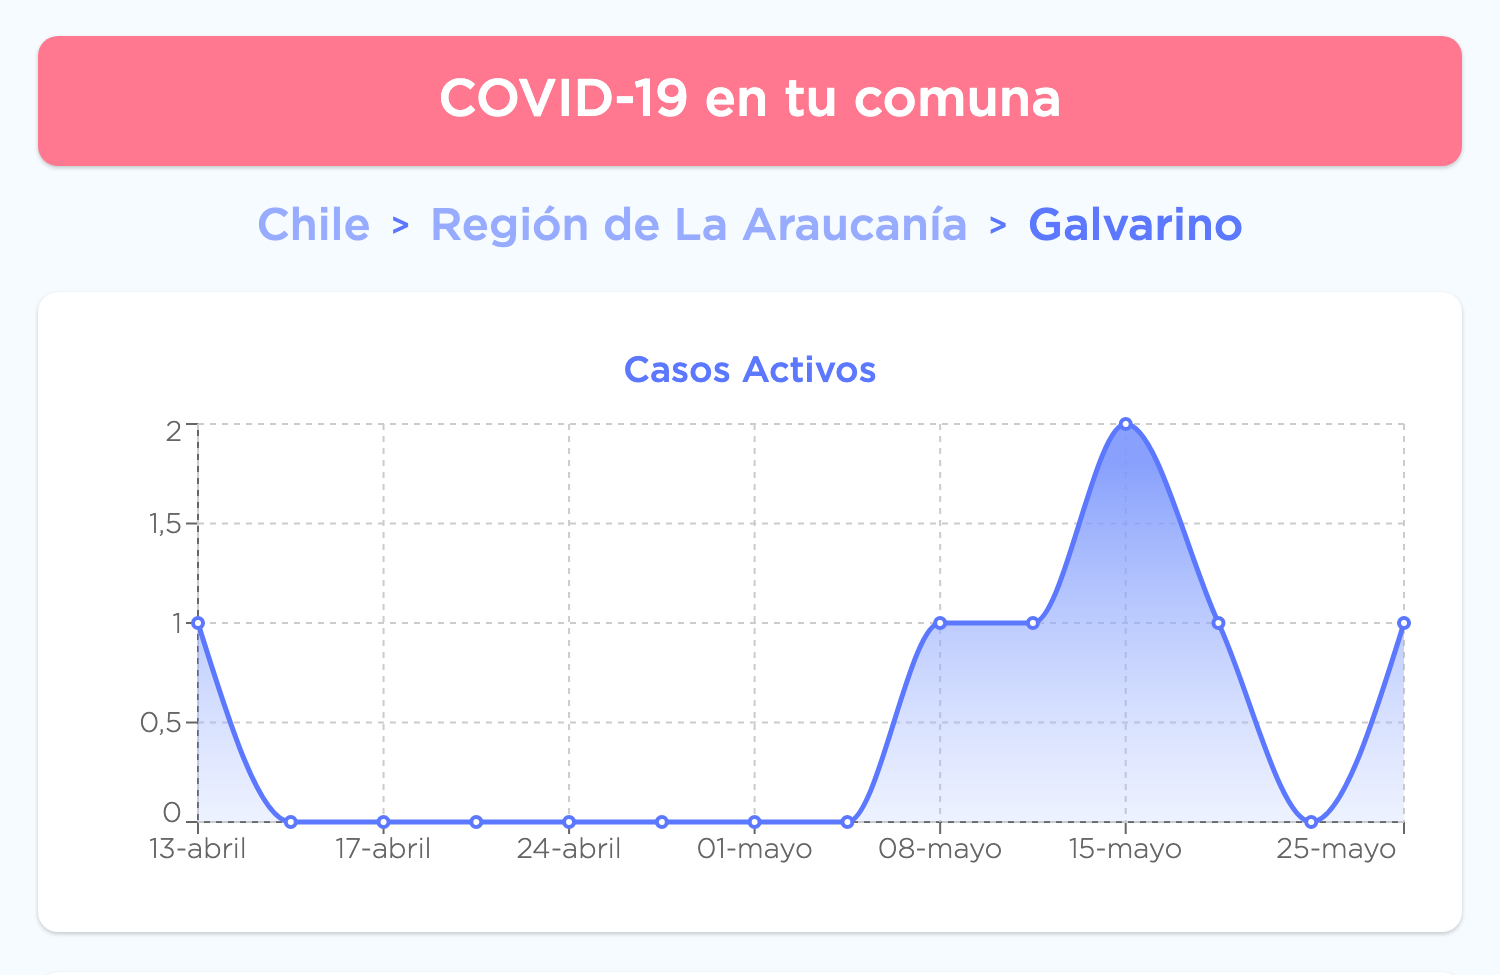 COVID-19 en tu comuna
Chile > Región de La Araucanía > Galvarino
Casos Activos
2
1,5
1
0,5
0
13-abril 17-abril 24-abril 01-mayo 08-mayo 15-mayo 25-mayo